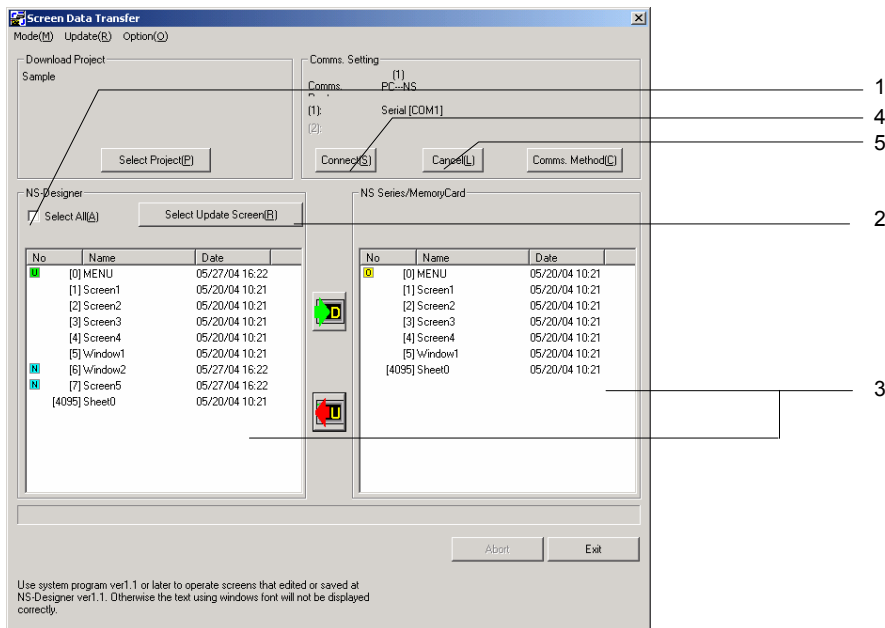 Screen Data Transfer
Mode(M) Update(R) Option(O)
Download Project
Sample
Select Project(P)
Comms. Setting
(1)
Comms. PC---NS
(1): Serial [COM1]
(2):
Connect(S) Cancel(L) Comms. Method(C)
1
4
5
NS-Designer
Select All(A) Select Update Screen(R)
2
No Name Date
U [0] MENU 05/27/04 16:22
[1] Screen1 05/20/04 10:21
[2] Screen2 05/20/04 10:21
[3] Screen3 05/20/04 10:21
[4] Screen4 05/20/04 10:21
[5] Window1 05/20/04 10:21
N [6] Window2 05/27/04 16:22
N [7] Screen5 05/27/04 16:22
[4095] Sheet0 05/20/04 10:21
D
U
NS Series/MemoryCard
No Name Date
O [0] MENU 05/20/04 10:21
[1] Screen1 05/20/04 10:21
[2] Screen2 05/20/04 10:21
[3] Screen3 05/20/04 10:21
[4] Screen4 05/20/04 10:21
[5] Window1 05/20/04 10:21
[4095] Sheet0 05/20/04 10:21
3
Abort Exit
Use system program ver1.1 or later to operate screens that edited or saved at
NS-Designer ver1.1. Otherwise the text using windows font will not be displayed
correctly.